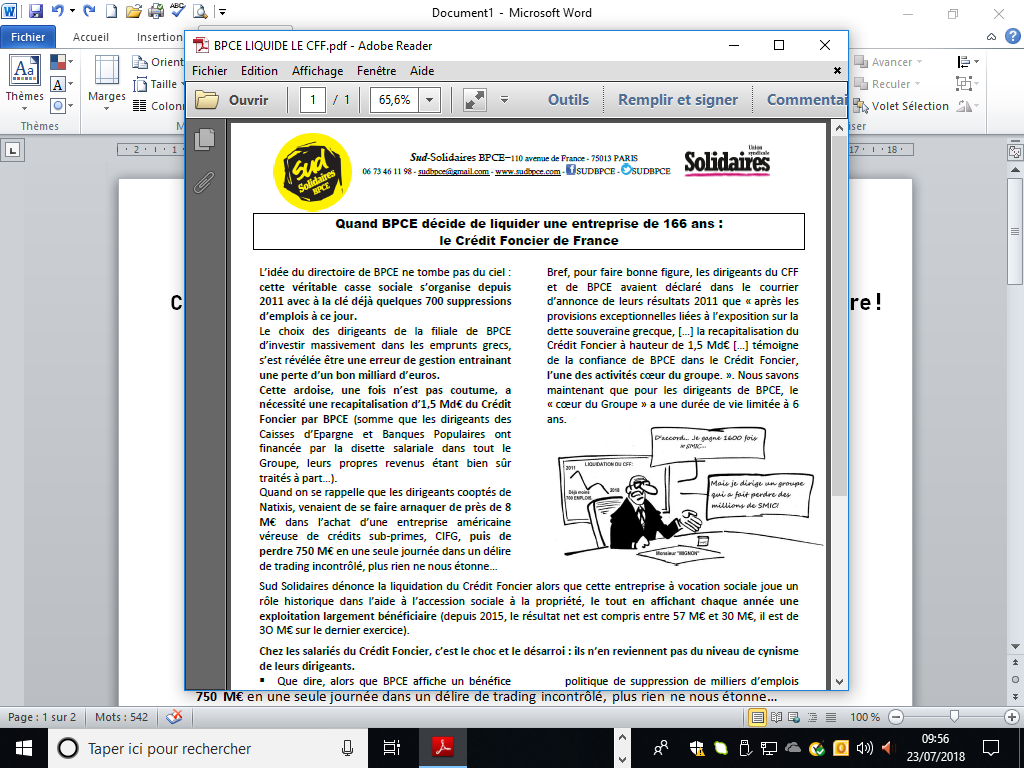 Document1 - Microsoft Word
Fichier
Accueil
Insertion
Thèmes
Marges
Orient
Taille
Colonn
Avancer
Reculer
Volet Sélection
Thèmes
BPCE LIQUIDE LE CFF.pdf - Adobe Reader
Fichier Edition Affichage Fenêtre Aide
Ouvrir 1 / 1 65,6% Outils Remplir et signer Commentai
Sud Solidaires BPCE
Sud-Solidaires BPCE–110 avenue de France - 75013 PARIS
06 73 46 11 98 - sudbpce@gmail.com - www.sudbpce.com - SUDBPCE - SUDBPCE
Union syndicale
Solidaires
Quand BPCE décide de liquider une entreprise de 166 ans :
le Crédit Foncier de France
L'idée du directoire de BPCE ne tombe pas du ciel :
cette véritable casse sociale s'organise depuis
2011 avec à la clé déjà quelques 700 suppressions
d'emplois à ce jour.
Le choix des dirigeants de la filiale de BPCE
d'investir massivement dans les emprunts grecs,
s'est révélée être une erreur de gestion entrainant
une perte d'un bon milliard d'euros.
Cette ardoise, une fois n'est pas coutume, a
nécessité une recapitalisation d'1,5 Md€ du Crédit
Foncier par BPCE (somme que les dirigeants des
Caisses d'Epargne et Banques Populaires ont
financée par la disette salariale dans tout le
Groupe, leurs propres revenus étant bien sûr
traités à part...).
Quand on se rappelle que les dirigeants cooptés de
Natixis, venaient de se faire arnaquer de près de 8
M€ dans l'achat d'une entreprise américaine
véreuse de crédits sub-primes, CIFG, puis de
perdre 750 M€ en une seule journée dans un délire
de trading incontrôlé, plus rien ne nous étonne...
Bref, pour faire bonne figure, les dirigeants du CFF
et de BPCE avaient déclaré dans le courrier
d'annonce de leurs résultats 2011 que « après les
provisions exceptionnelles liées à l'exposition sur la
dette souveraine grecque, [...] la recapitalisation du
Crédit Foncier à hauteur de 1,5 Md€ [...] témoigne
de la confiance de BPCE dans le Crédit Foncier,
l'une des activités cœur du groupe. ». Nous savons
maintenant que pour les dirigeants de BPCE, le
« cœur du Groupe » a une durée de vie limitée à 6
ans.
D'accord... Je gagne 1600 fois
le SMIC...
LIQUIDATION DU CFF:
2011
Déjà moins
700 EMPLOIS
2018
Mais je dirige un groupe
qui a fait perdre des
millions de SMIC!
Monsieur "MIGNON"
Sud Solidaires dénonce la liquidation du Crédit Foncier alors que cette entreprise à vocation sociale joue un
rôle historique dans l'aide à l'accession sociale à la propriété, le tout en affichant chaque année une
exploitation largement bénéficiaire (depuis 2015, le résultat net est compris entre 57 M€ et 30 M€, il est de
3O M€ sur le dernier exercice).
Chez les salariés du Crédit Foncier, c'est le choc et le désarroi : ils n'en reviennent pas du niveau de cynisme
de leurs dirigeants.
▪ Que dire, alors que BPCE affiche un bénéfice
politique de suppression de milliers d'emplois
re !
750 M€ en une seule journée dans un délire de trading incontrôlé, plus rien ne nous étonne...
Page : 1 sur 2 Mots : 542 100 %
Taper ici pour rechercher
09:56
23/07/2018